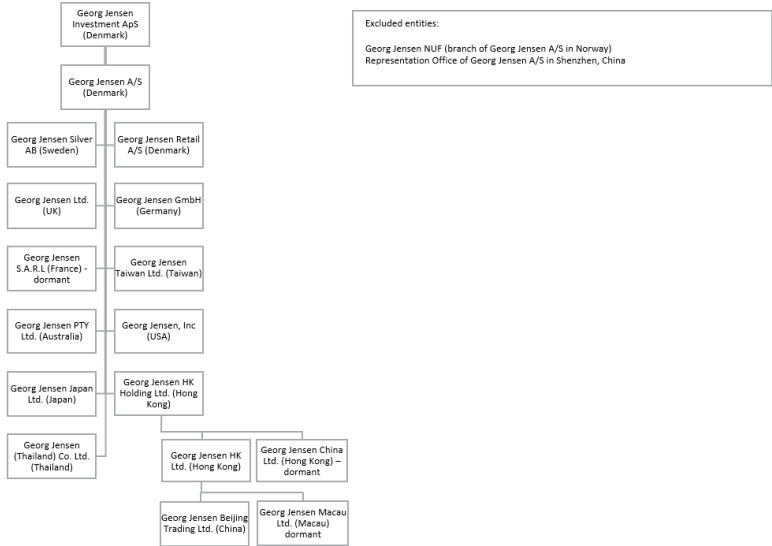 Georg Jensen
Investment ApS
(Denmark)
Excluded entities:
Georg Jensen NUF (branch of Georg Jensen A/S in Norway)
Representation Office of Georg Jensen A/S in Shenzhen, China
Georg Jensen A/S
(Denmark)
Georg Jensen Silver
AB (Sweden)
Georg Jensen Retail
A/S (Denmark)
Georg Jensen Ltd.
(UK)
Georg Jensen GmbH
(Germany)
Georg Jensen
S.A.R.L (France) -
dormant
Georg Jensen
Taiwan Ltd. (Taiwan)
Georg Jensen PTY
Ltd. (Australia)
Georg Jensen, Inc
(USA)
Georg Jensen Japan
Ltd. (Japan)
Georg Jensen HK
Holding Ltd. (Hong
Kong)
Georg Jensen
(Thailand) Co. Ltd.
(Thailand)
Georg Jensen HK
Ltd. (Hong Kong)
Georg Jensen China
Ltd. (Hong Kong) –
dormant
Georg Jensen Beijing
Trading Ltd. (China)
Georg Jensen Macau
Ltd. (Macau)
dormant